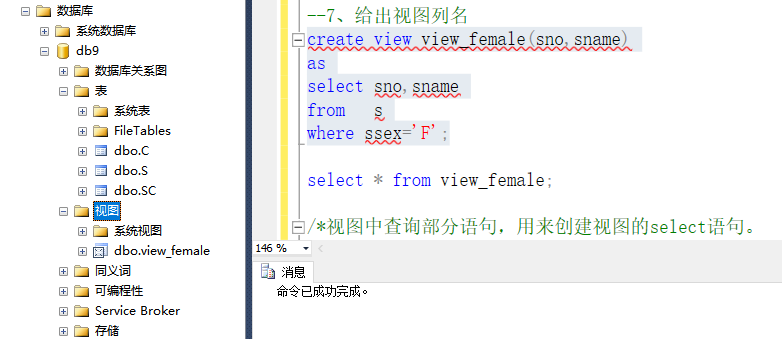 数据库
系统数据库
db9
数据库关系图
表
系统表
FileTables
dbo.C
dbo.S
dbo.SC
视图
系统视图
dbo.view_female
同义词
可编程性
Service Broker
存储
--7、给出视图列名
create view view_female(sno,sname)
as
select sno,sname
from s
where ssex='F';
select * from view_female;
/*视图中查询部分语句，用来创建视图的select语句。
146 %
消息
命令已成功完成。